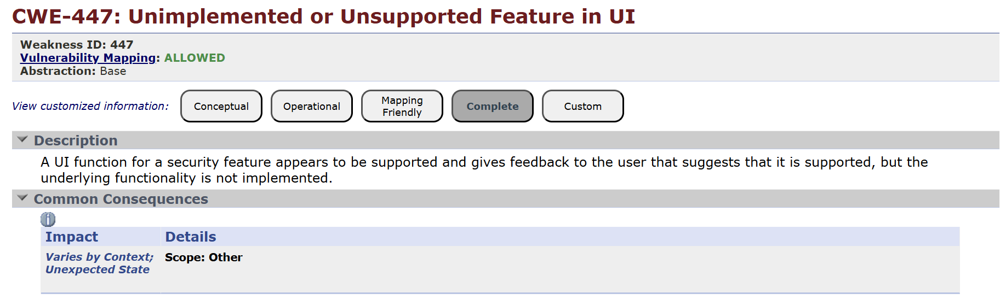 CWE-447: Unimplemented or Unsupported Feature in UI
Weakness ID: 447
Vulnerability Mapping: ALLOWED
Abstraction: Base
View customized information:
Conceptual
Operational
Mapping
Friendly
Complete
Custom
Description
A UI function for a security feature appears to be supported and gives feedback to the user that suggests that it is supported, but the
underlying functionality is not implemented.
Common Consequences
i
Impact Details
Varies by Context; Scope: Other
Unexpected State